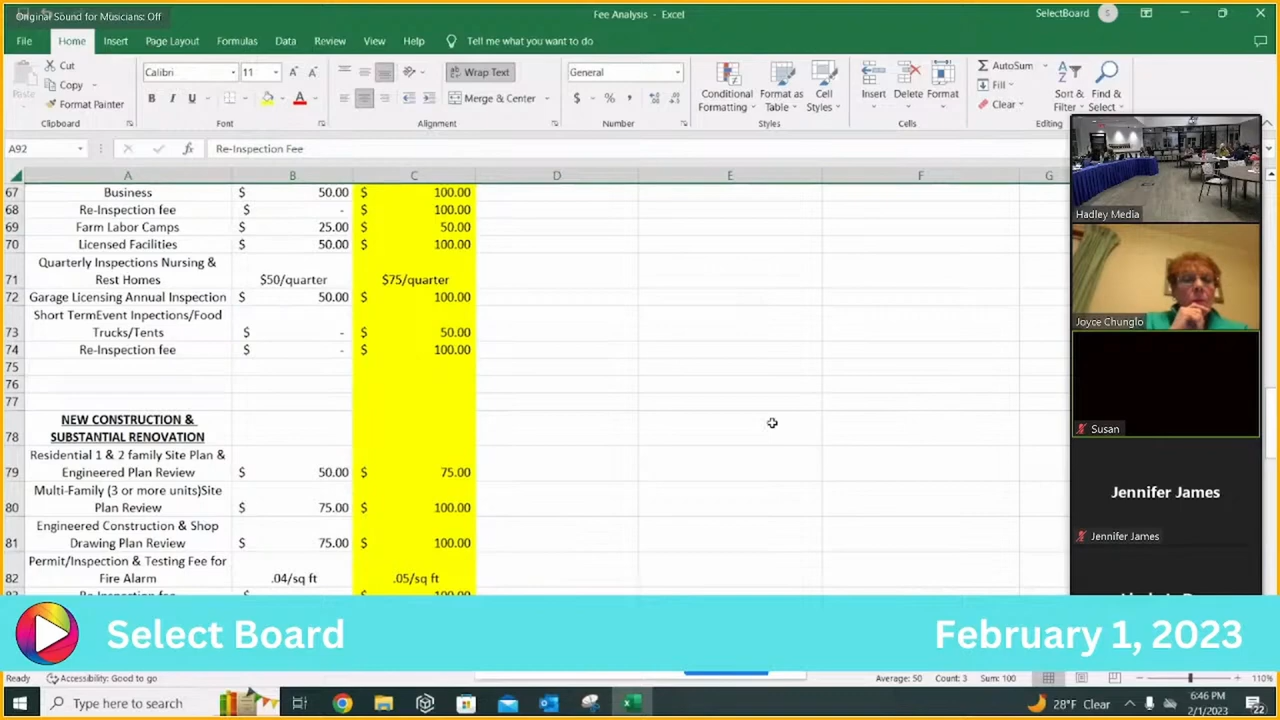 Original Sound for Musicians: Off
Fee Analysis - Excel
SelectBoard S
File Home Insert Page Layout Formulas Data Review View Help Tell me what you want to do
Cut
Copy
Format Painter
Paste
Clipboard
Calibri 11
B I U
Font
Wrap Text
Merge & Center
Alignment
General
$ % ,
Number
Conditional Formatting
Format as Table
Cell Styles
Styles
Insert Delete Format
Cells
AutoSum
Fill
Clear
Sort & Filter
Find & Select
Editing
A92 fx Re-Inspection Fee
A B C D E F G
67 Business $ 50.00 $ 100.00
68 Re-Inspection fee $ - $ 100.00
69 Farm Labor Camps $ 25.00 $ 50.00
70 Licensed Facilities $ 50.00 $ 100.00
Quarterly Inspections Nursing &
71 Rest Homes $50/quarter $75/quarter
72 Garage Licensing Annual Inspection $ 50.00 $ 100.00
Short TermEvent Inpections/Food
73 Trucks/Tents $ - $ 50.00
74 Re-Inspection fee $ - $ 100.00
75
76
77
NEW CONSTRUCTION &
78 SUBSTANTIAL RENOVATION
Residential 1 & 2 family Site Plan &
79 Engineered Plan Review $ 50.00 $ 75.00
Multi-Family (3 or more units)Site
80 Plan Review $ 75.00 $ 100.00
Engineered Construction & Shop
81 Drawing Plan Review $ 75.00 $ 100.00
Permit/Inspection & Testing Fee for
82 Fire Alarm .04/sq ft .05/sq ft
Hadley Media
Joyce Chunglo
Susan
Jennifer James
Jennifer James
Select Board
February 1, 2023
Ready Accessibility: Good to go
Average: 50 Count: 3 Sum: 100 110%
Type here to search
28°F Clear
6:46 PM
2/1/2023
22